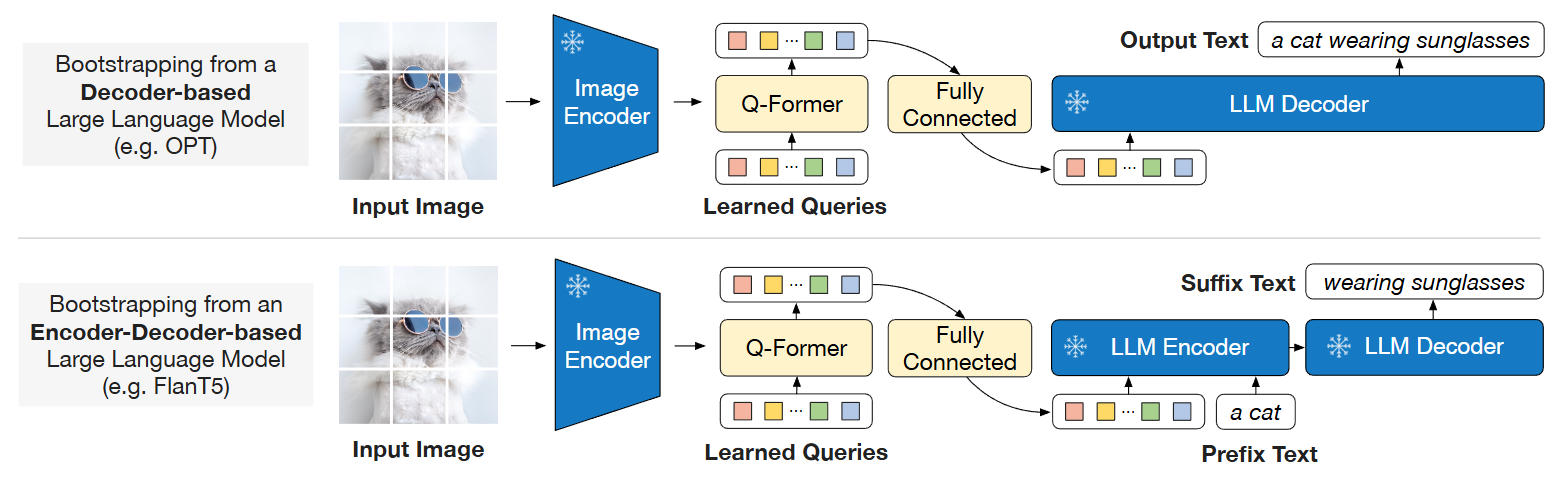 Bootstrapping from a
Decoder-based
Large Language Model
(e.g. OPT)
Input Image
Image
Encoder
...
Q-Former
...
Learned Queries
Fully
Connected
Output Text
a cat wearing sunglasses
LLM Decoder
...
Bootstrapping from an
Encoder-Decoder-based
Large Language Model
(e.g. FlanT5)
Input Image
Image
Encoder
...
Q-Former
...
Learned Queries
Fully
Connected
Suffix Text
wearing sunglasses
LLM Encoder
LLM Decoder
...
a cat
Prefix Text